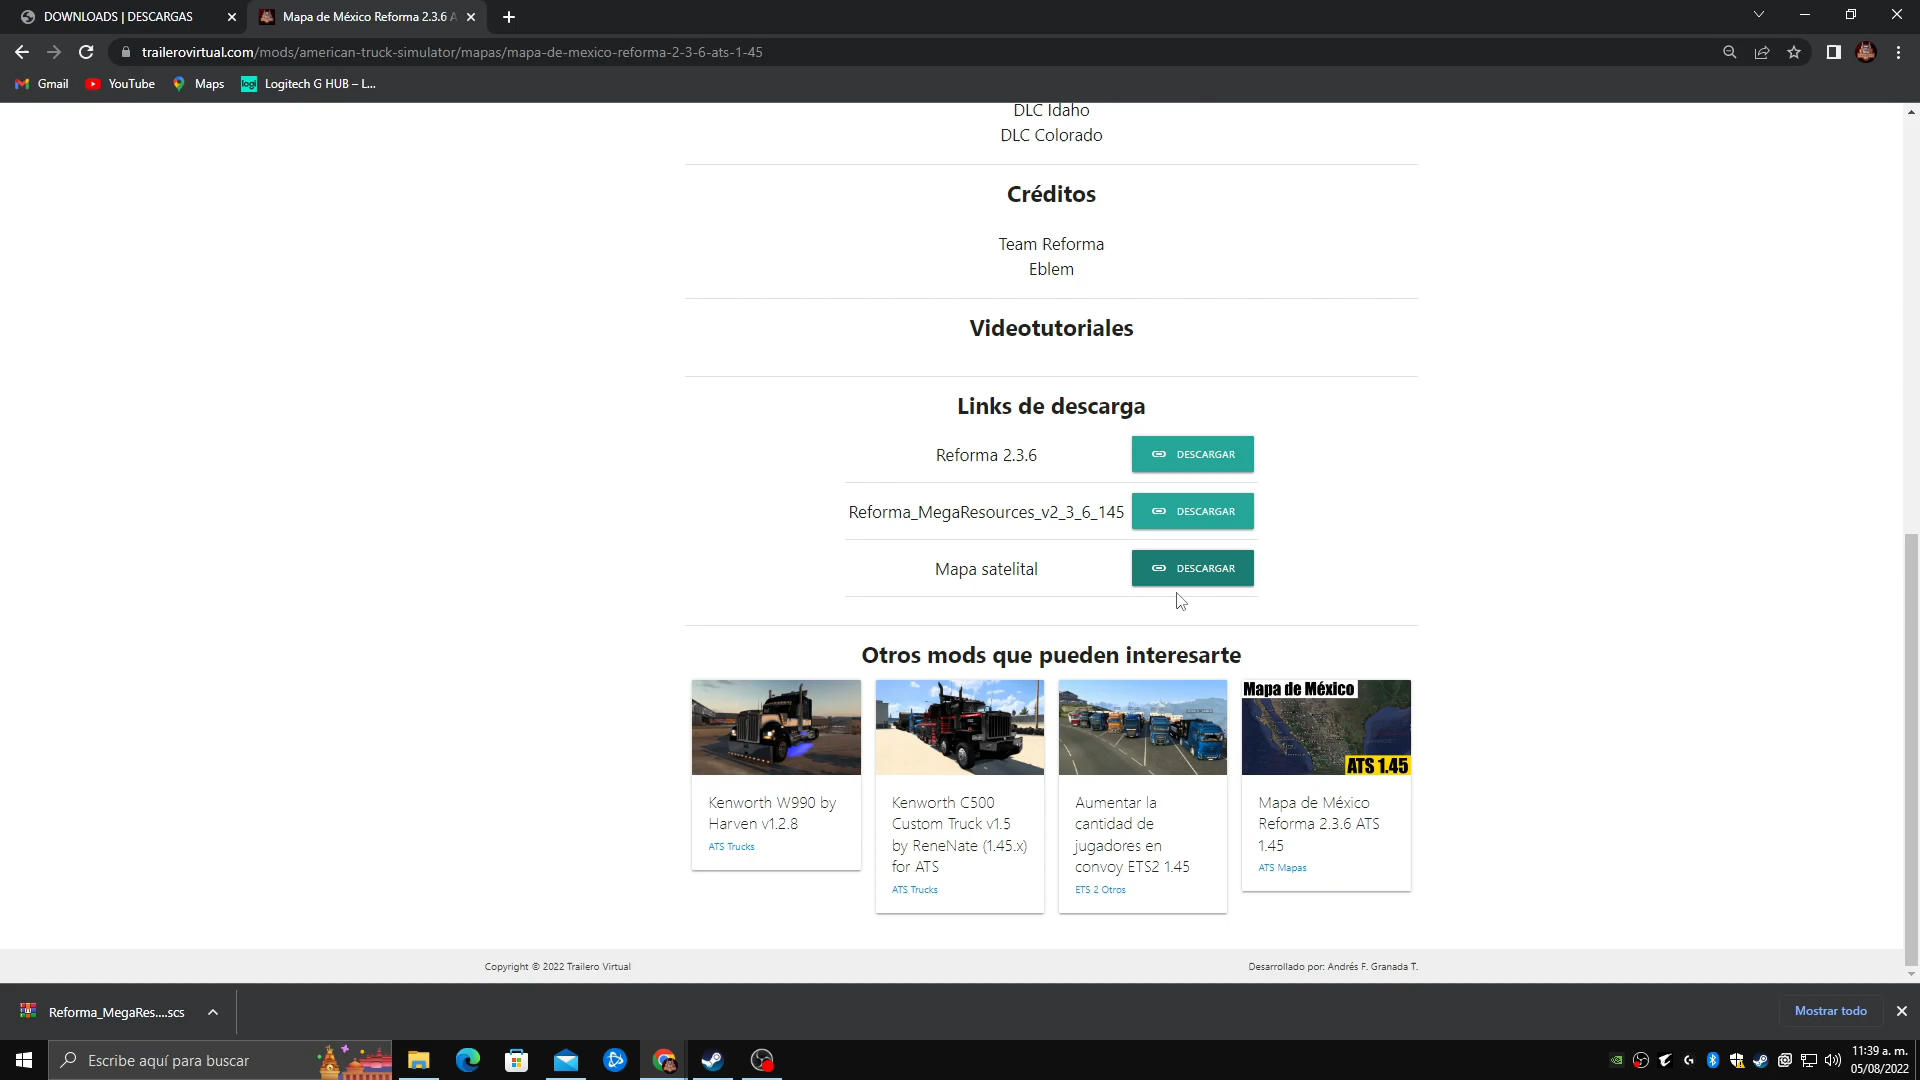 DOWNLOADS | DESCARGAS
Mapa de México Reforma 2.3.6 A
trailerovirtual.com/mods/american-truck-simulator/mapas/mapa-de-mexico-reforma-2-3-6-ats-1-45
Gmail
YouTube
Maps
logi
Logitech G HUB – L...
DLC Idaho
DLC Colorado
Créditos
Team Reforma
Eblem
Videotutoriales
Links de descarga
Reforma 2.3.6
DESCARGAR
Reforma_MegaResources_v2_3_6_145
DESCARGAR
Mapa satelital
DESCARGAR
Otros mods que pueden interesarte
Mapa de México
ATS 1.45
Kenworth W990 by
Harven v1.2.8
ATS Trucks
Kenworth C500
Custom Truck v1.5
by ReneNate (1.45.x)
for ATS
ATS Trucks
Aumentar la
cantidad de
jugadores en
convoy ETS2 1.45
ETS 2 Otros
Mapa de México
Reforma 2.3.6 ATS
1.45
ATS Mapas
Copyright © 2022 Trailero Virtual
Desarrollado por: Andrés F. Granada T.
Reforma_MegaRes....scs
Mostrar todo
Escribe aquí para buscar
11:39 a. m.
05/08/2022